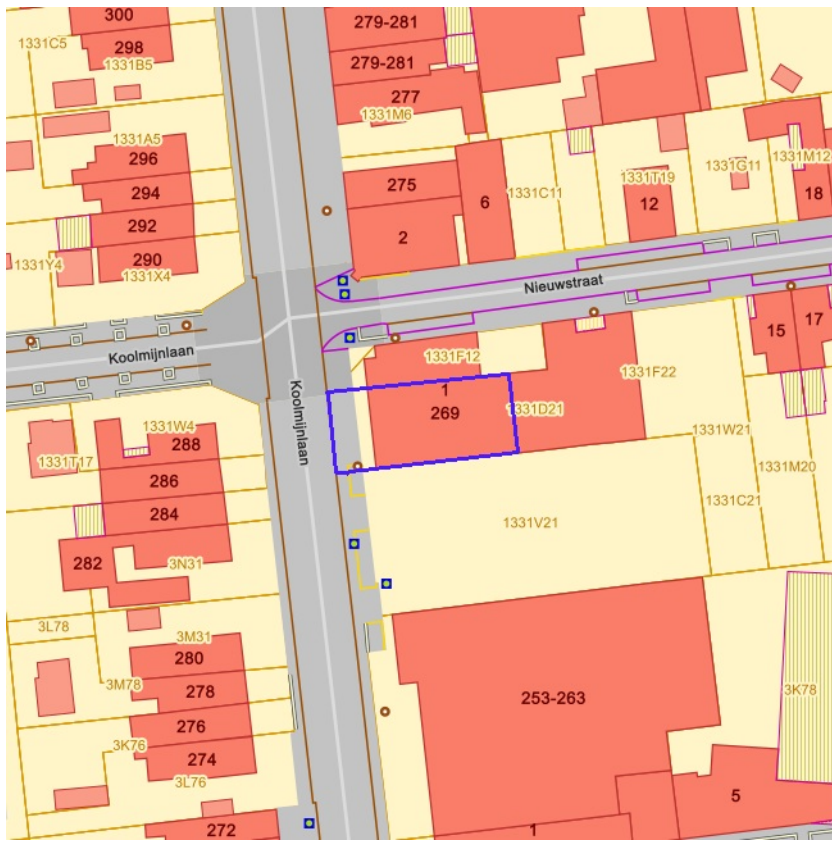 300
279-281
1331C5
298
1331B5
279-281
277
1331M6
1331A5
296
1331M12
1331G11
275
1331T19
294
1331C11
18
6
12
292
2
290
1331Y4
1331X4
Nieuwstraat
15
17
Koolmijnlaan
1331F12
1331F22
1
Koolmijnlaan
1331D21
269
1331W4
1331W21
288
1331T17
1331M20
286
1331C21
284
1331V21
282
3N31
3L78
3M31
280
3M78
278
3K78
253-263
276
3K76
274
3L76
5
272
1